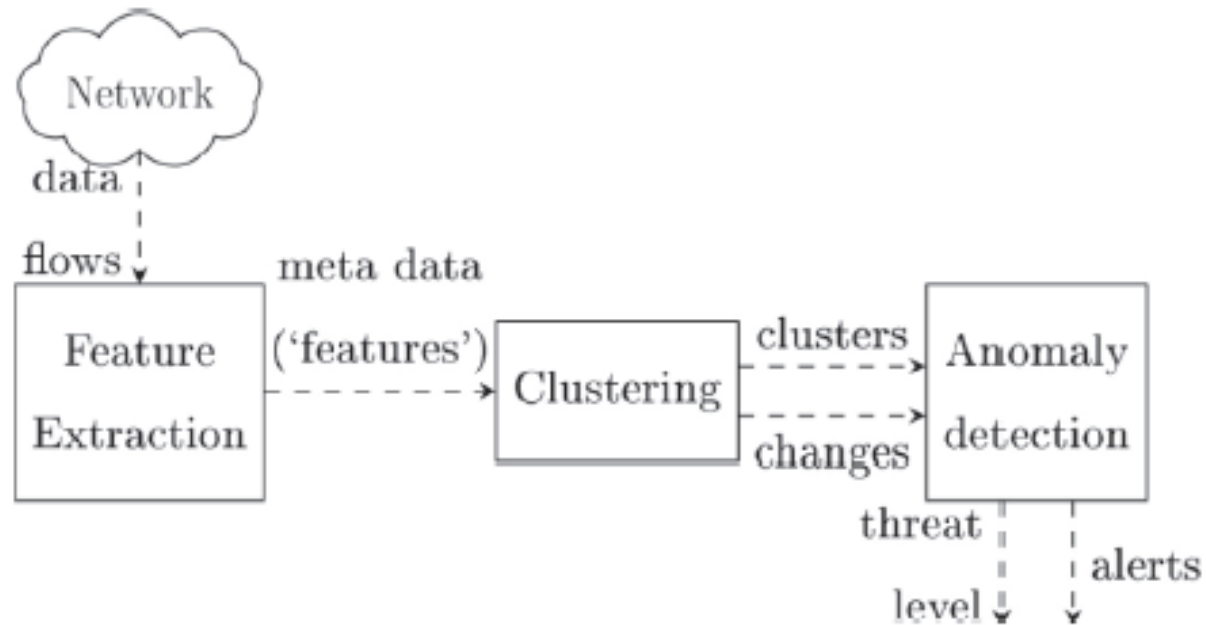 Network
data
flows
meta data
(‘features’)
Feature
Extraction
Clustering
clusters
changes
Anomaly
detection
threat
level
alerts